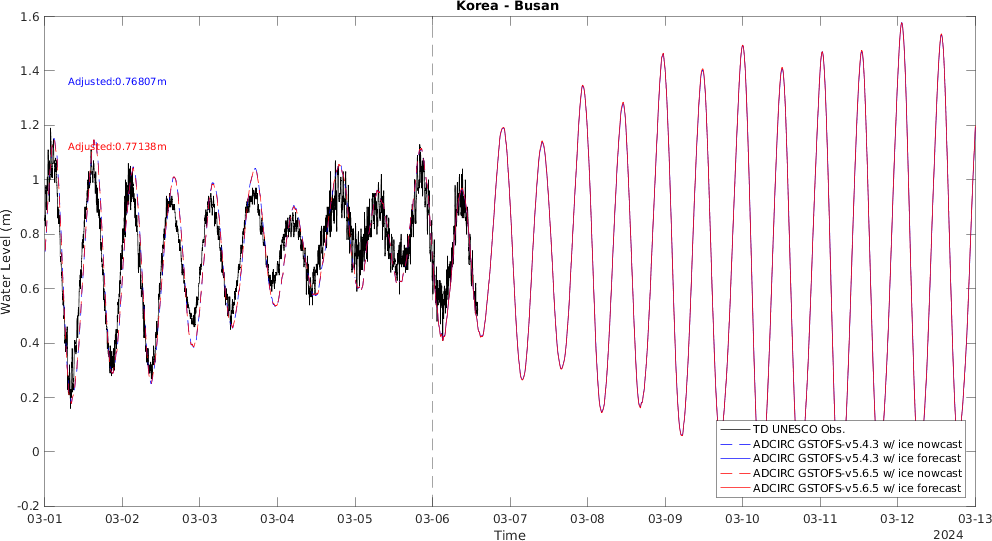 Korea - Busan
1.6
1.4
1.2
1
0.8
0.6
0.4
0.2
0
-0.2
Water Level (m)
Adjusted:0.76807m
Adjusted:0.77138m
TD UNESCO Obs.
ADCIRC GSTOFS-v5.4.3 w/ ice nowcast
ADCIRC GSTOFS-v5.4.3 w/ ice forecast
ADCIRC GSTOFS-v5.6.5 w/ ice nowcast
ADCIRC GSTOFS-v5.6.5 w/ ice forecast
03-01 03-02 03-03 03-04 03-05 03-06 03-07 03-08 03-09 03-10 03-11 03-12 03-13
Time
2024